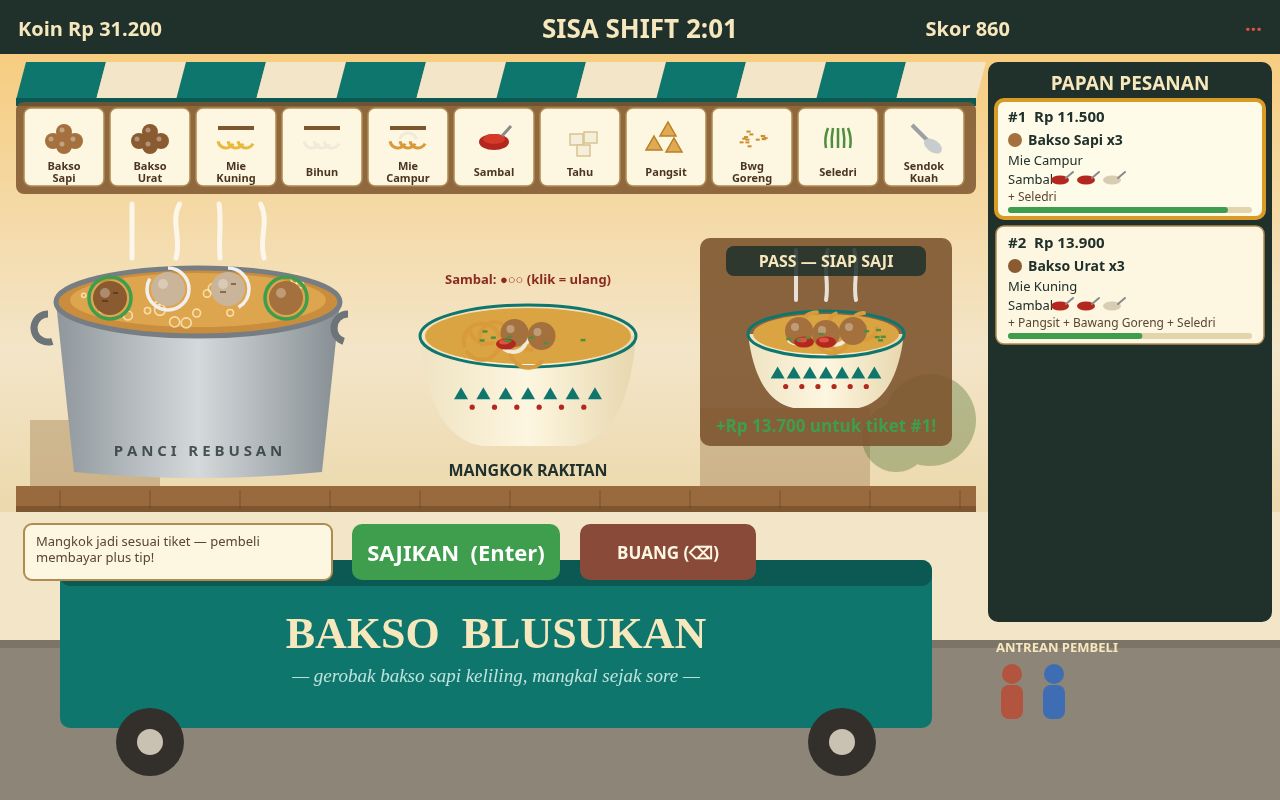 Koin Rp 31.200
SISA SHIFT 2:01
Skor 860
...
Bakso
Sapi
Bakso
Urat
Mie
Kuning
Bihun
Mie
Campur
Sambal
Tahu
Pangsit
Bwg
Goreng
Seledri
Sendok
Kuah
PAPAN PESANAN
#1 Rp 11.500
Bakso Sapi x3
Mie Campur
Sambal
+ Seledri
#2 Rp 13.900
Bakso Urat x3
Mie Kuning
Sambal
+ Pangsit + Bawang Goreng + Seledri
Sambal: ●○○ (klik = ulang)
PASS — SIAP SAJI
+Rp 13.700 untuk tiket #1!
PANCI REBUSAN
MANGKOK RAKITAN
Mangkok jadi sesuai tiket — pembeli
membayar plus tip!
SAJIKAN (Enter)
BUANG (⌫)
BAKSO BLUSUKAN
— gerobak bakso sapi keliling, mangkal sejak sore —
ANTREAN PEMBELI